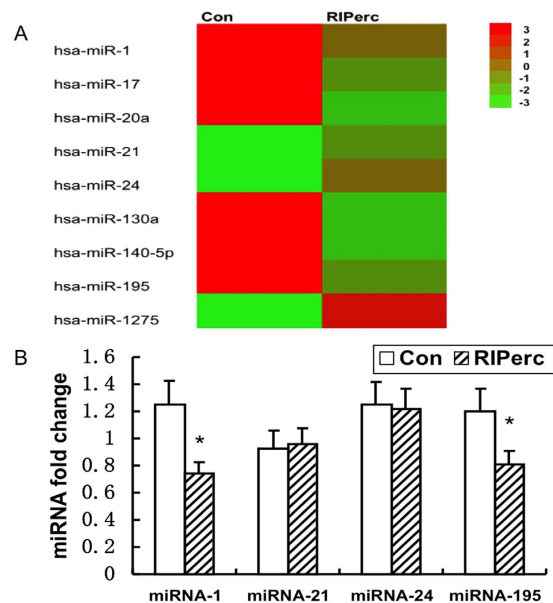 A
Con RIPerc
hsa-miR-1
hsa-miR-17
hsa-miR-20a
hsa-miR-21
hsa-miR-24
hsa-miR-130a
hsa-miR-140-5p
hsa-miR-195
hsa-miR-1275
3
2
1
0
-1
-2
-3
B
miRNA fold change
1.6
1.4
1.2
1
0.8
0.6
0.4
0.2
0
Con RIPerc
*
*
miRNA-1 miRNA-21 miRNA-24 miRNA-195